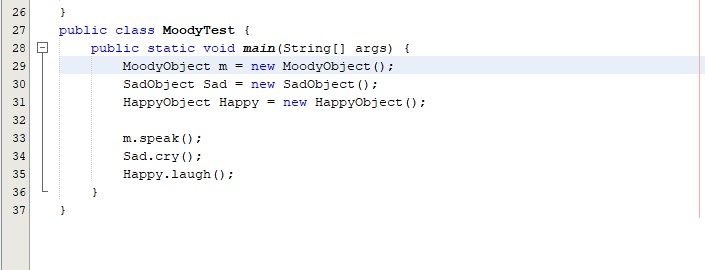 26 }
27 public class MoodyTest {
28 public static void main(String[] args) {
29 MoodyObject m = new MoodyObject();
30 SadObject Sad = new SadObject();
31 HappyObject Happy = new HappyObject();
32
33 m.speak();
34 Sad.cry();
35 Happy.laugh();
36 }
37 }